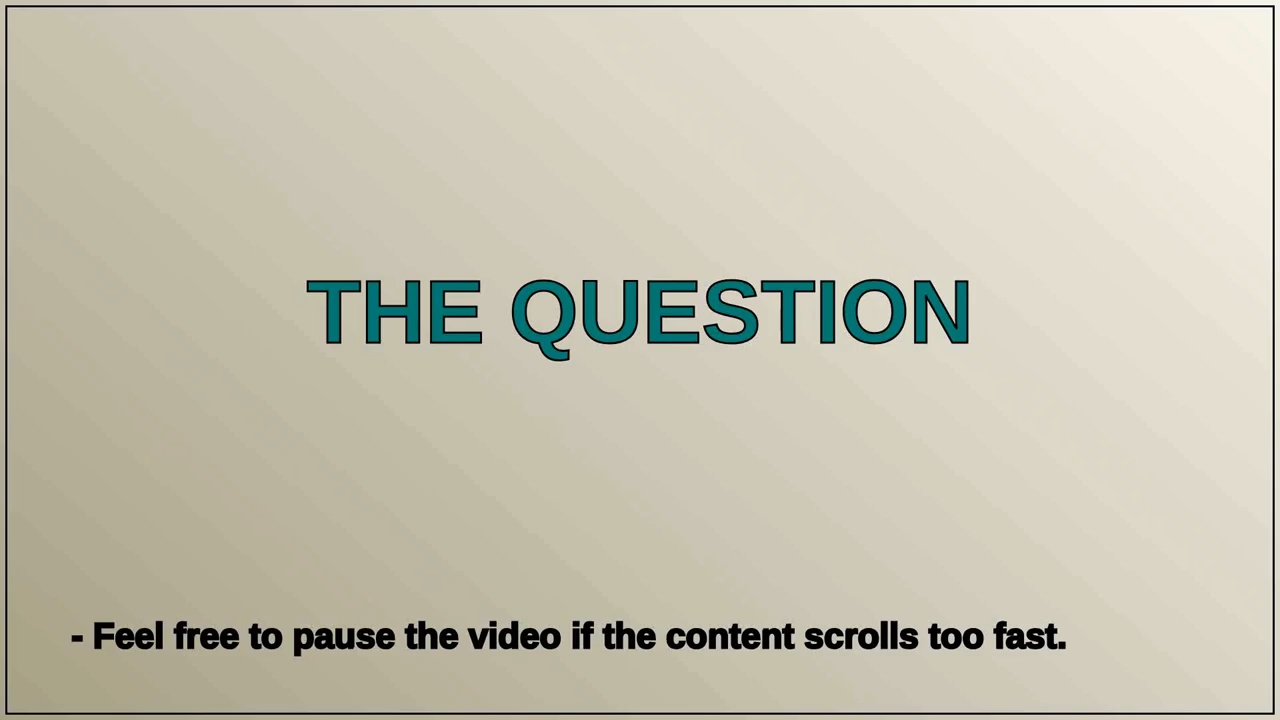 THE QUESTION
- Feel free to pause the video if the content scrolls too fast.